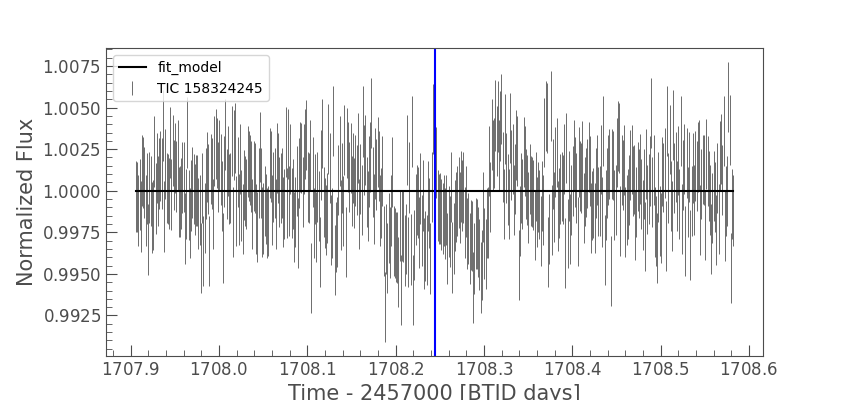 fit_model
TIC 158324245
1.0075
1.0050
1.0025
1.0000
0.9975
0.9950
0.9925
Normalized Flux
1707.9 1708.0 1708.1 1708.2 1708.3 1708.4 1708.5 1708.6
Time - 2457000 [BTJD days]